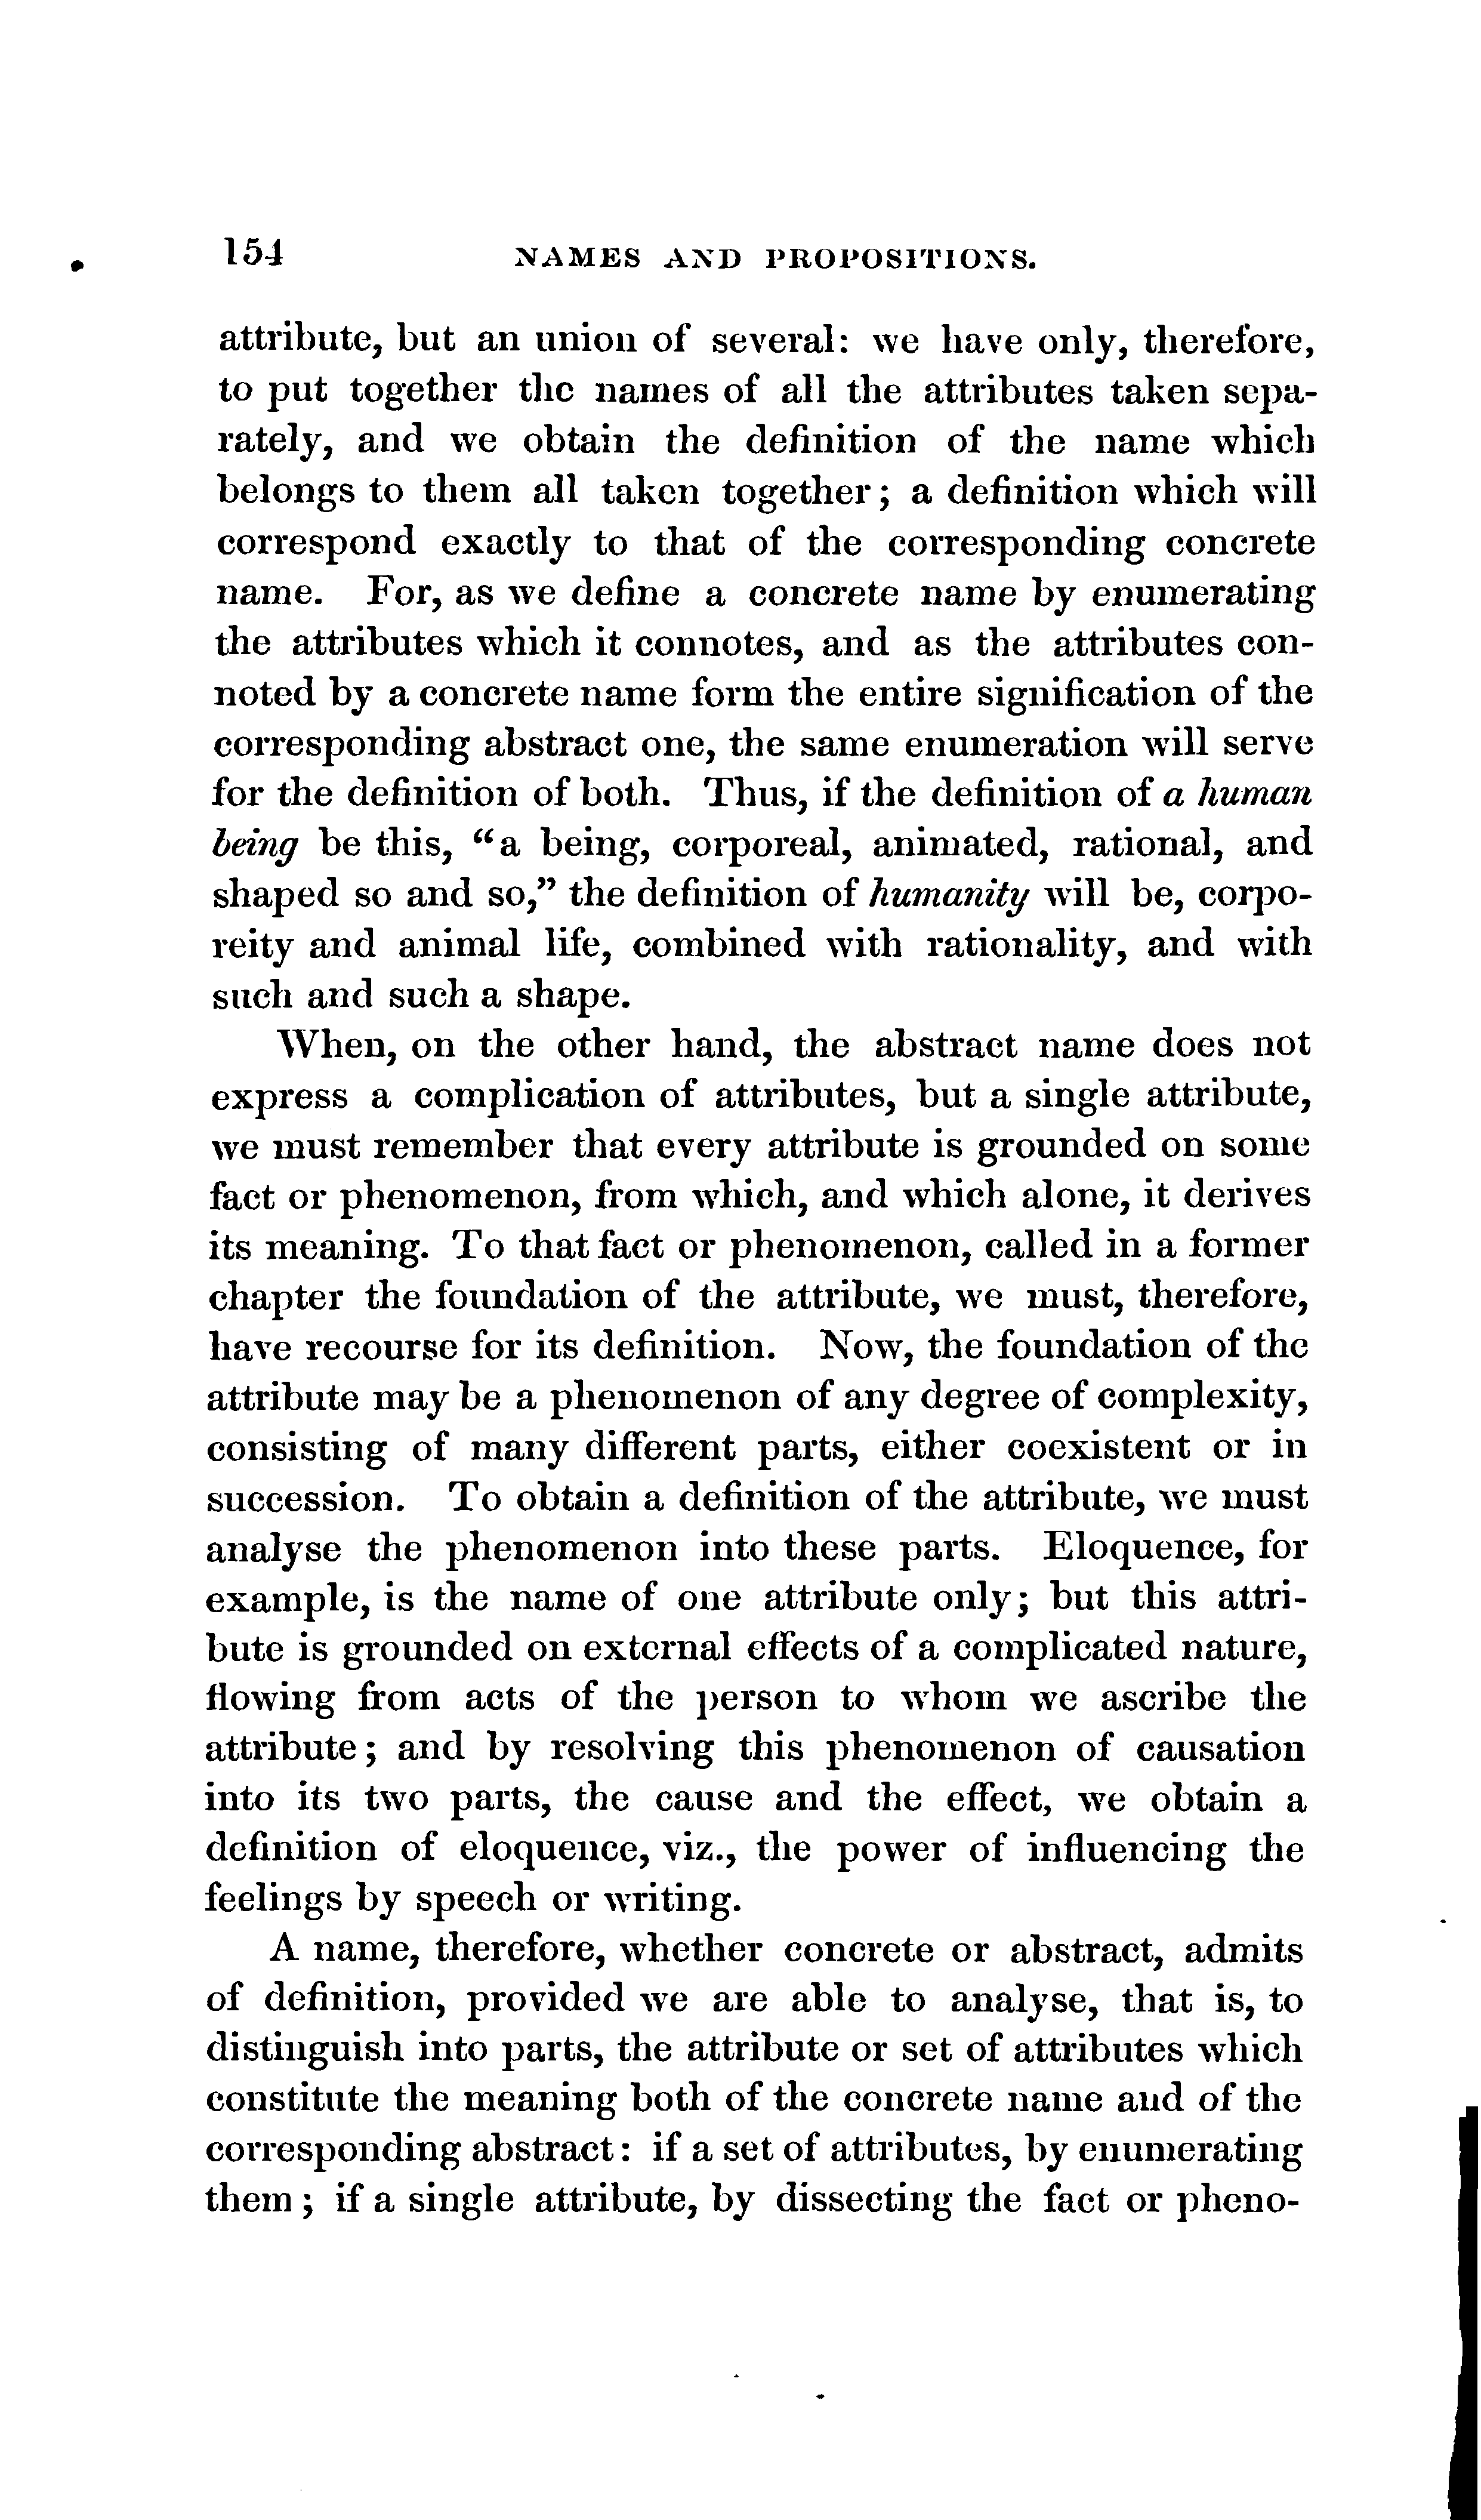 154 NAMES AND PROPOSITIONS.
attribute, but an union of several: we have only, therefore,
to put together the names of all the attributes taken sepa-
rately, and we obtain the definition of the name which
belongs to them all taken together; a definition which will
correspond exactly to that of the corresponding concrete
name. For, as we define a concrete name by enumerating
the attributes which it connotes, and as the attributes con-
noted by a concrete name form the entire signification of the
corresponding abstract one, the same enumeration will serve
for the definition of both. Thus, if the definition of a human
being be this, “a being, corporeal, animated, rational, and
shaped so and so,” the definition of humanity will be, corpo-
reity and animal life, combined with rationality, and with
such and such a shape.
When, on the other hand, the abstract name does not
express a complication of attributes, but a single attribute,
we must remember that every attribute is grounded on some
fact or phenomenon, from which, and which alone, it derives
its meaning. To that fact or phenomenon, called in a former
chapter the foundation of the attribute, we must, therefore,
have recourse for its definition. Now, the foundation of the
attribute may be a phenomenon of any degree of complexity,
consisting of many different parts, either coexistent or in
succession. To obtain a definition of the attribute, we must
analyse the phenomenon into these parts. Eloquence, for
example, is the name of one attribute only; but this attri-
bute is grounded on external effects of a complicated nature,
flowing from acts of the person to whom we ascribe the
attribute; and by resolving this phenomenon of causation
into its two parts, the cause and the effect, we obtain a
definition of eloquence, viz., the power of influencing the
feelings by speech or writing.
A name, therefore, whether concrete or abstract, admits
of definition, provided we are able to analyse, that is, to
distinguish into parts, the attribute or set of attributes which
constitute the meaning both of the concrete name and of the
corresponding abstract: if a set of attributes, by enumerating
them; if a single attribute, by dissecting the fact or pheno-